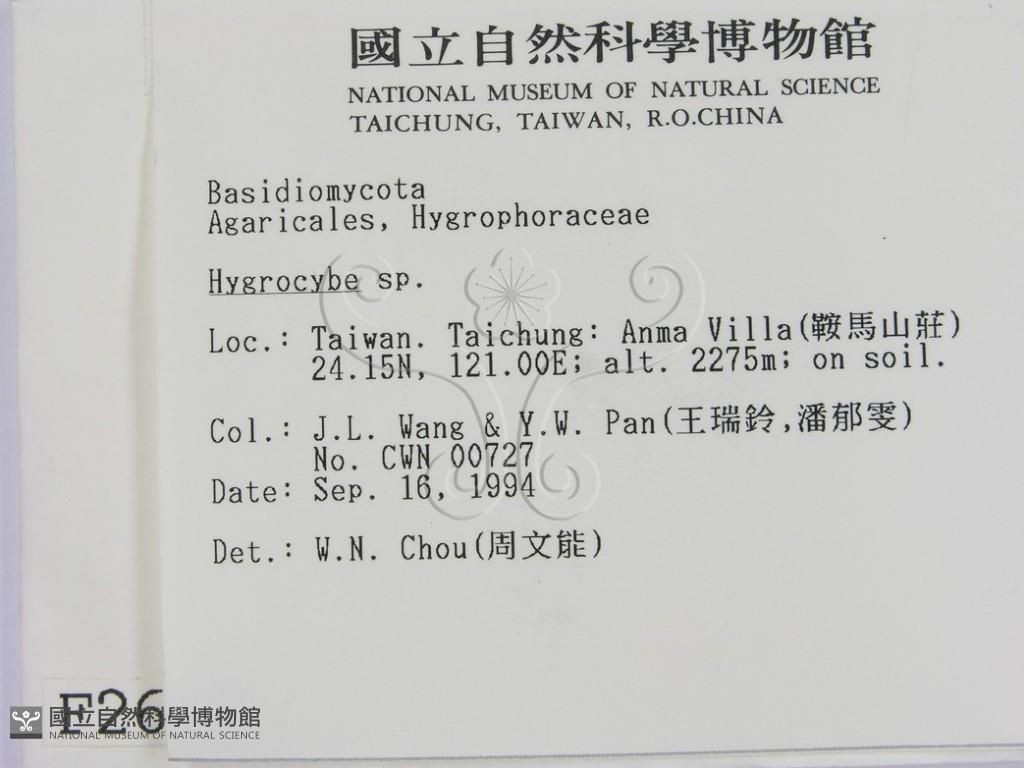 國立自然科學博物館
NATIONAL MUSEUM OF NATURAL SCIENCE
TAICHUNG, TAIWAN, R.O.CHINA
Basidiomycota
Agaricales, Hygrophoraceae
Hygrocybe sp.
Loc.: Taiwan. Taichung: Anma Villa(鞍馬山莊)
24.15N, 121.00E; alt. 2275m; on soil.
Col.: J.L. Wang & Y.W. Pan(王瑞鈴,潘郁雯)
No. CWN 00727
Date: Sep. 16, 1994
Det.: W.N. Chou(周文能)
國立自然科學博物館
NATIONAL MUSEUM OF NATURAL SCIENCE